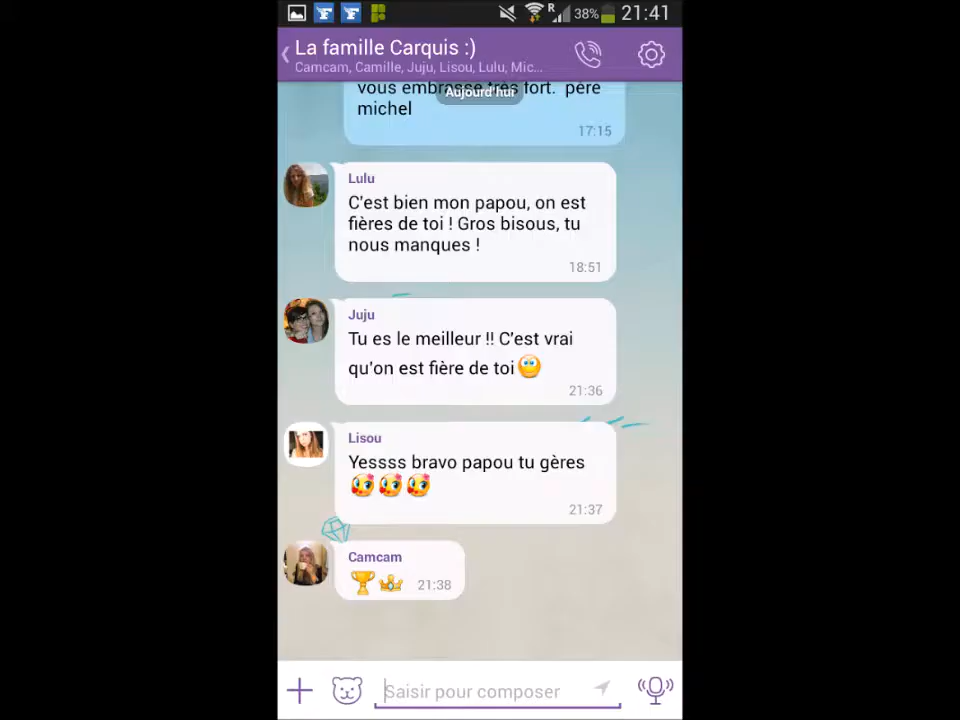 R 38% 21:41
La famille Carquis :)
Camcam, Camille, Juju, Lisou, Lulu, Mic...
vous embrasse très fort. père
Aujourd'hui
michel
17:15
Lulu
C'est bien mon papou, on est
fières de toi ! Gros bisous, tu
nous manques !
18:51
Juju
Tu es le meilleur !! C'est vrai
qu'on est fière de toi
21:36
Lisou
Yessss bravo papou tu gères
21:37
Camcam
21:38
Saisir pour composer